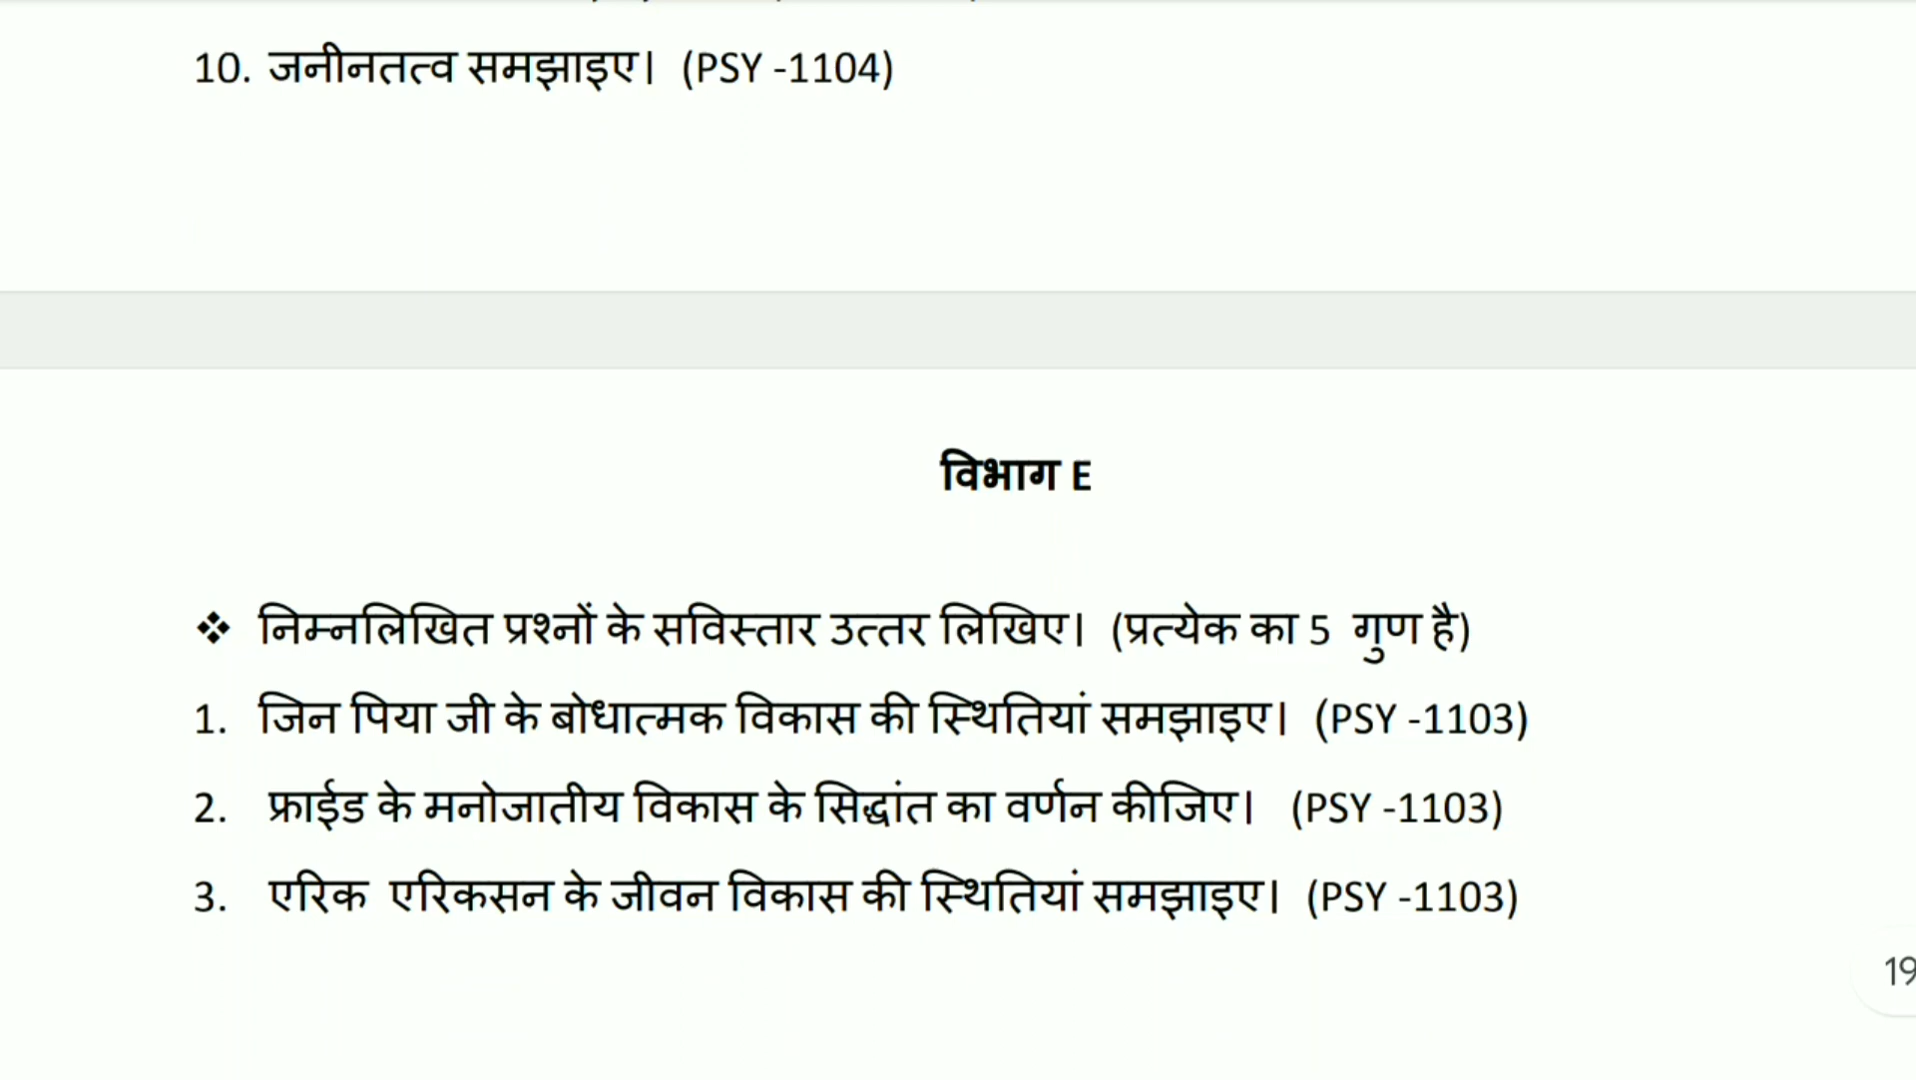 10. जनीनतत्व समझाइए। (PSY -1104)
विभाग E
❖ निम्नलिखित प्रश्नों के सविस्तार उत्तर लिखिए। (प्रत्येक का 5 गुण है)
1. जिन पिया जी के बोधात्मक विकास की स्थितियां समझाइए। (PSY -1103)
2. फ्राईड के मनोजातीय विकास के सिद्धांत का वर्णन कीजिए। (PSY -1103)
3. एरिक एरिकसन के जीवन विकास की स्थितियां समझाइए। (PSY -1103)
19